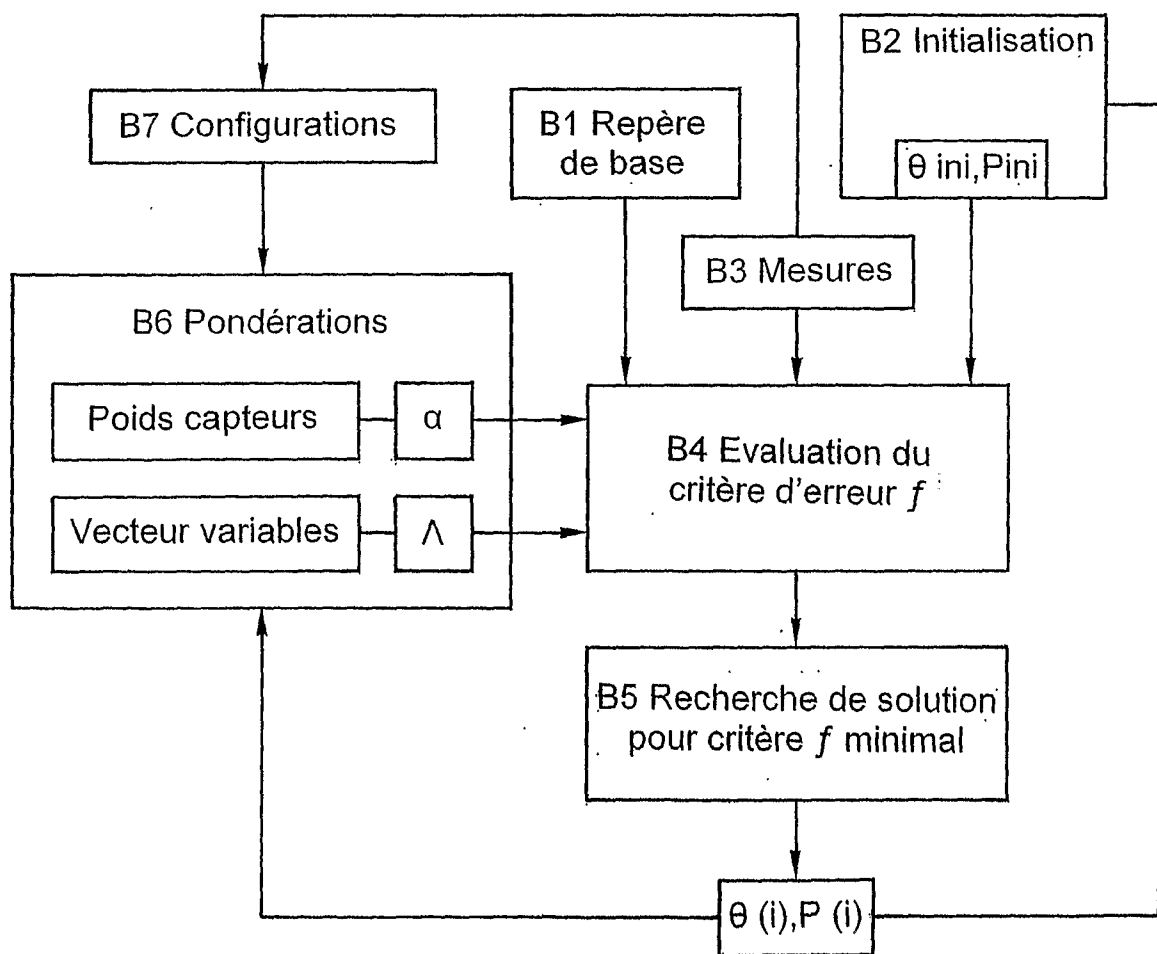 B2 Initialisation
θ ini,Pini
B7 Configurations
B1 Repère
de base
B3 Mesures
B6 Pondérations
Poids capteurs
α
Vecteur variables
Λ
B4 Evaluation du
critère d'erreur ƒ
B5 Recherche de solution
pour critère ƒ minimal
θ (i),P (i)